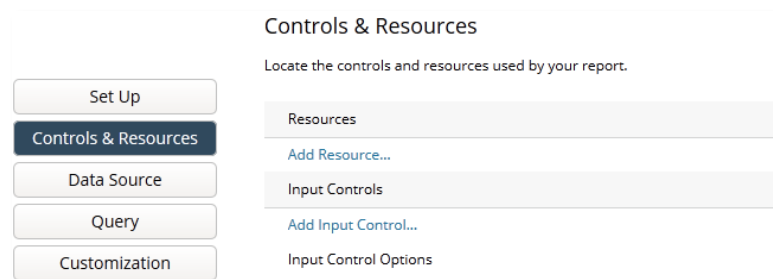 Controls & Resources
Locate the controls and resources used by your report.
Set Up
Controls & Resources
Data Source
Query
Customization
Resources
Add Resource...
Input Controls
Add Input Control...
Input Control Options